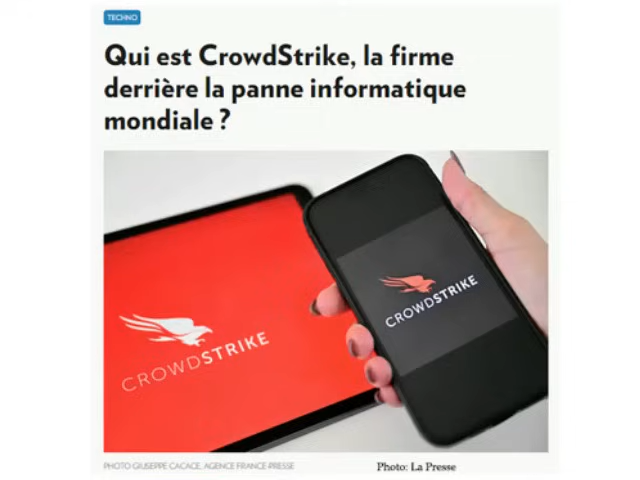 TECHNO
Qui est CrowdStrike, la firme
derrière la panne informatique
mondiale ?
CROWDSTRIKE
CROWDSTRIKE
PHOTO GIUSEPPE CACACE, AGENCE FRANCE-PRESSE
Photo: La Presse